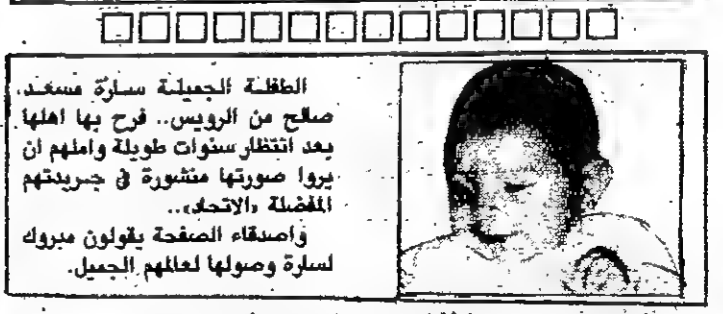 الطفلة الجميلة سارة مسعد
صالح من الرويس.. فرح بها اهلها
بعد انتظار سنوات طويلة واملهم ان
يروا صورتها منشورة في جريدتهم
المفضلة «الاتحاد»..
واصدقاء الصفحة يقولون مبروك
لسارة وصولها لعالمهم الجميل.